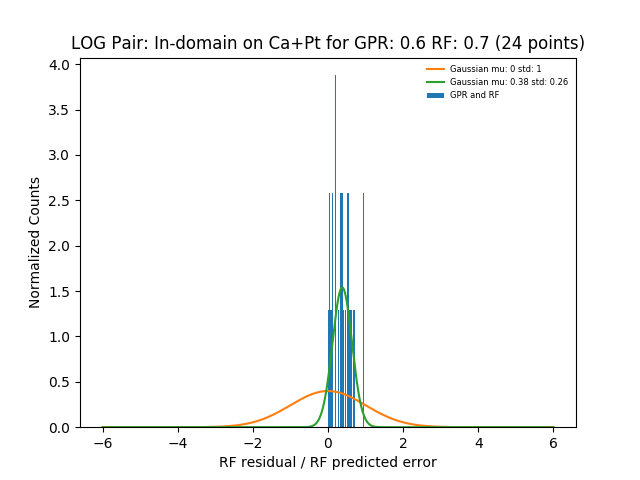 LOG Pair: In-domain on Ca+Pt for GPR: 0.6 RF: 0.7 (24 points)
Gaussian mu: 0 std: 1
Gaussian mu: 0.38 std: 0.26
GPR and RF
Normalized Counts
4.0
3.5
3.0
2.5
2.0
1.5
1.0
0.5
0.0
−6 −4 −2 0 2 4 6
RF residual / RF predicted error